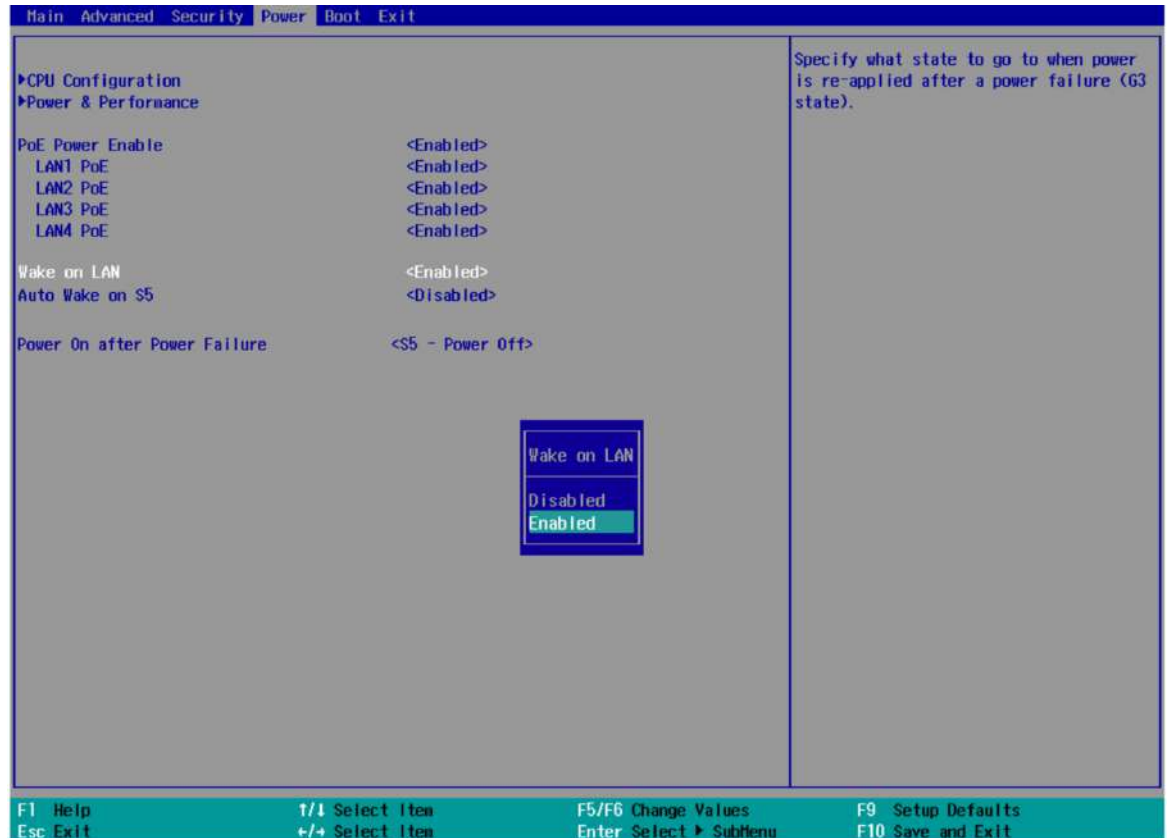 Main Advanced Security Power Boot Exit
▶CPU Configuration
▶Power & Performance
PoE Power Enable <Enabled>
LAN1 PoE <Enabled>
LAN2 PoE <Enabled>
LAN3 PoE <Enabled>
LAN4 PoE <Enabled>
Wake on LAN <Enabled>
Auto Wake on S5 <Disabled>
Power On after Power Failure <S5 - Power Off>
Specify what state to go to when power
is re-applied after a power failure (G3
state).
Wake on LAN
Disabled
Enabled
F1 Help ↑/↓ Select Item F5/F6 Change Values F9 Setup Defaults
Esc Exit ←/→ Select Item Enter Select ▶ SubMenu F10 Save and Exit